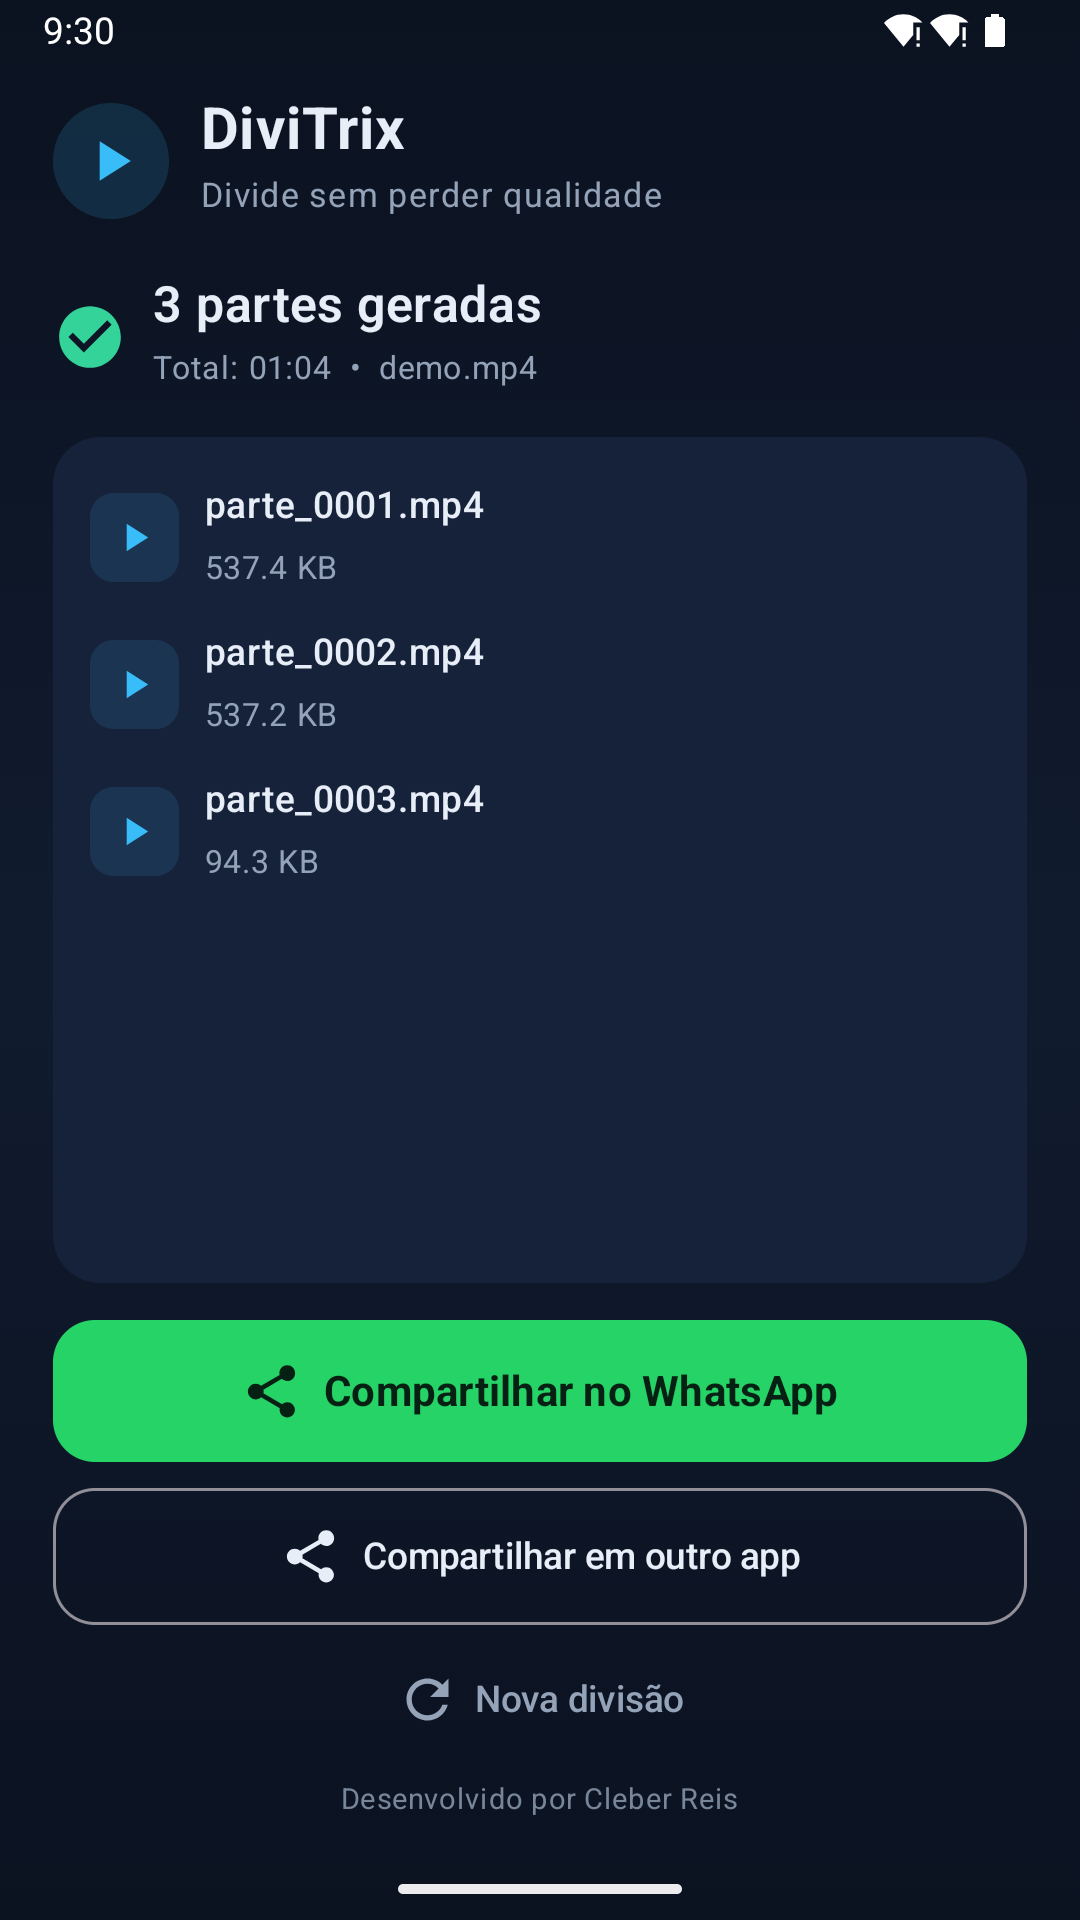 9:30
DiviTrix
Divide sem perder qualidade
3 partes geradas
Total: 01:04 • demo.mp4
parte_0001.mp4
537.4 KB
parte_0002.mp4
537.2 KB
parte_0003.mp4
94.3 KB
Compartilhar no WhatsApp
Compartilhar em outro app
Nova divisão
Desenvolvido por Cleber Reis